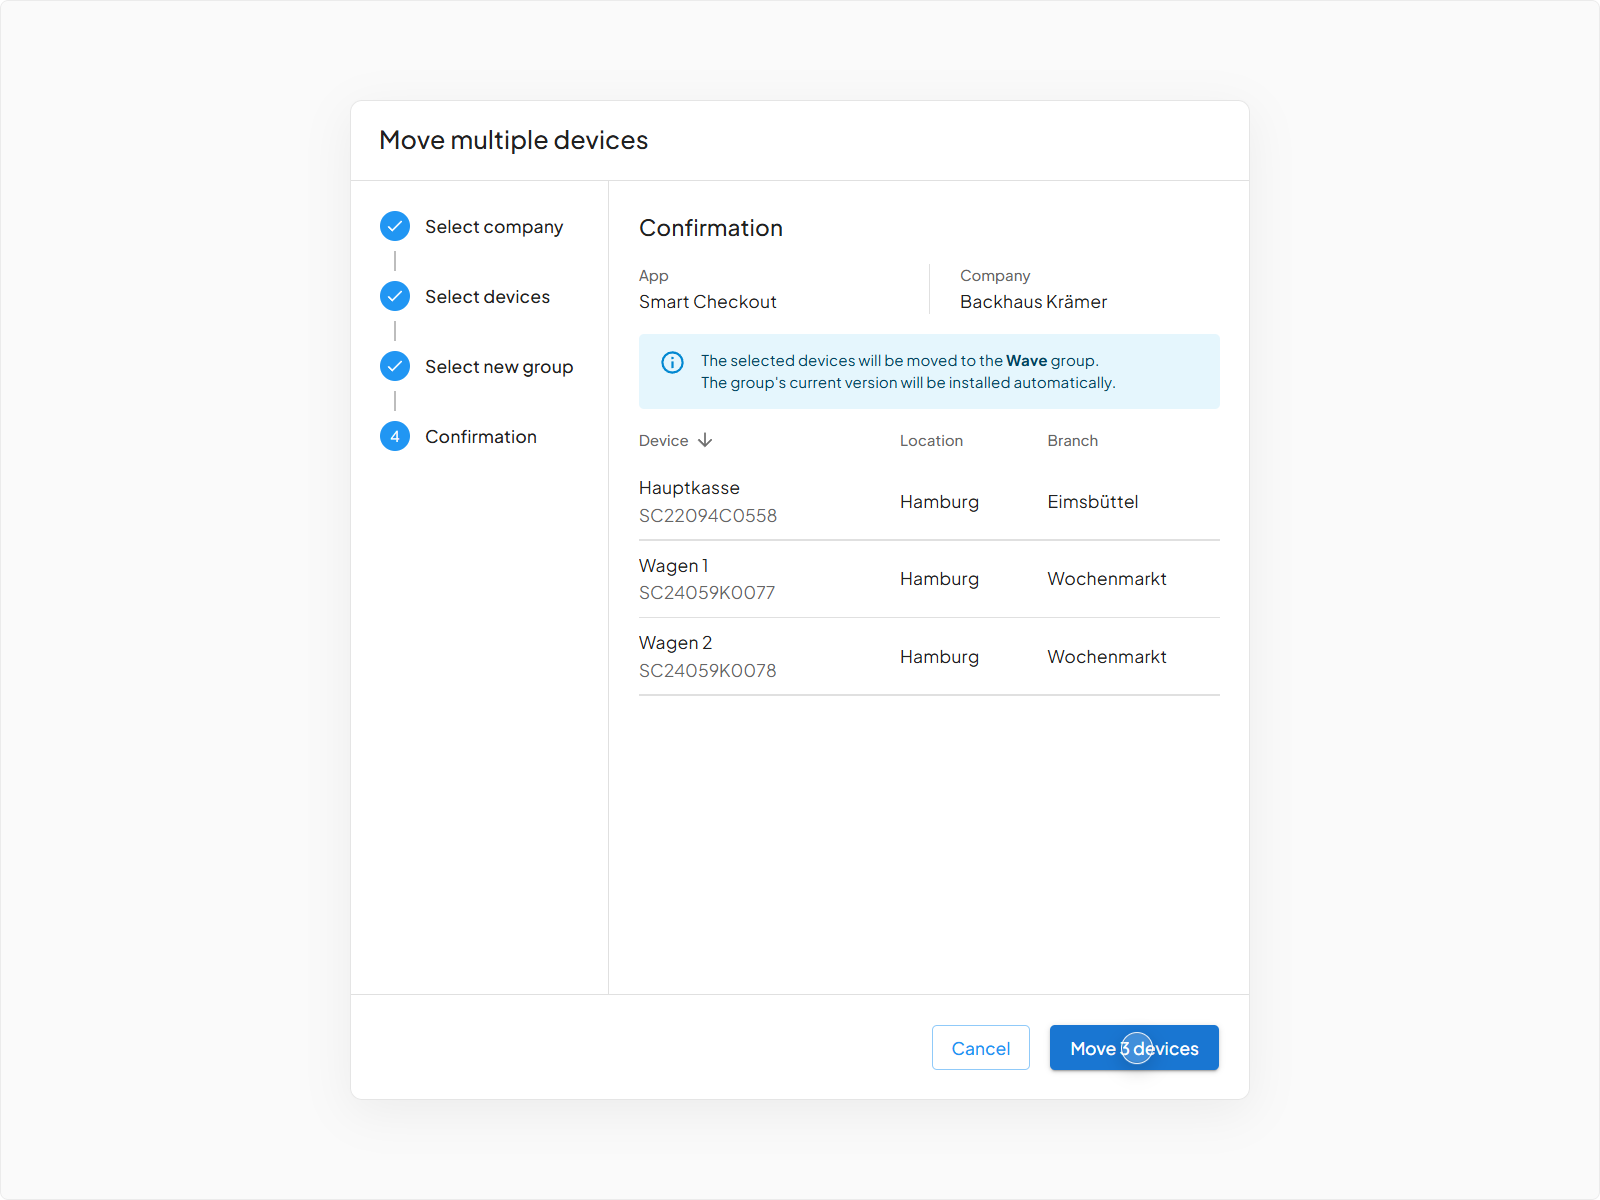 Move multiple devices
Select company
Select devices
Select new group
4 Confirmation
Confirmation
App
Smart Checkout
Company
Backhaus Krämer
The selected devices will be moved to the Wave group.
The group's current version will be installed automatically.
Device Location Branch
Hauptkasse
SC22094C0558
Hamburg Eimsbüttel
Wagen 1
SC24059K0077
Hamburg Wochenmarkt
Wagen 2
SC24059K0078
Hamburg Wochenmarkt
Cancel Move 3 devices